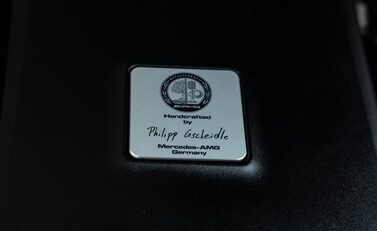 Handcrafted
by
Philipp Gscheidle
Mercedes-AMG
Germany